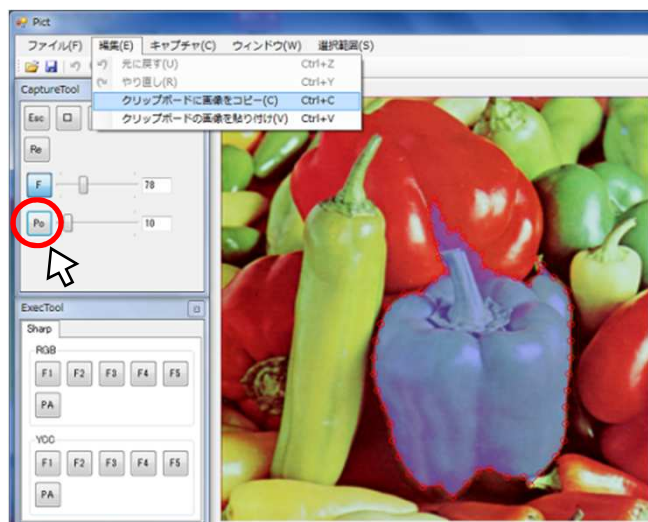 Pict
ファイル(F) 編集(E) キャプチャ(C) ウィンドウ(W) 選択範囲(S)
元に戻す(U) Ctrl+Z
やり直し(R) Ctrl+Y
CaptureTool
クリップボードに画像をコピー(C) Ctrl+C
クリップボードの画像を貼り付け(V) Ctrl+V
Esc
Re
F 78
Po 10
ExecTool
Sharp
RGB
F1 F2 F3 F4 F5
PA
YCC
F1 F2 F3 F4 F5
PA